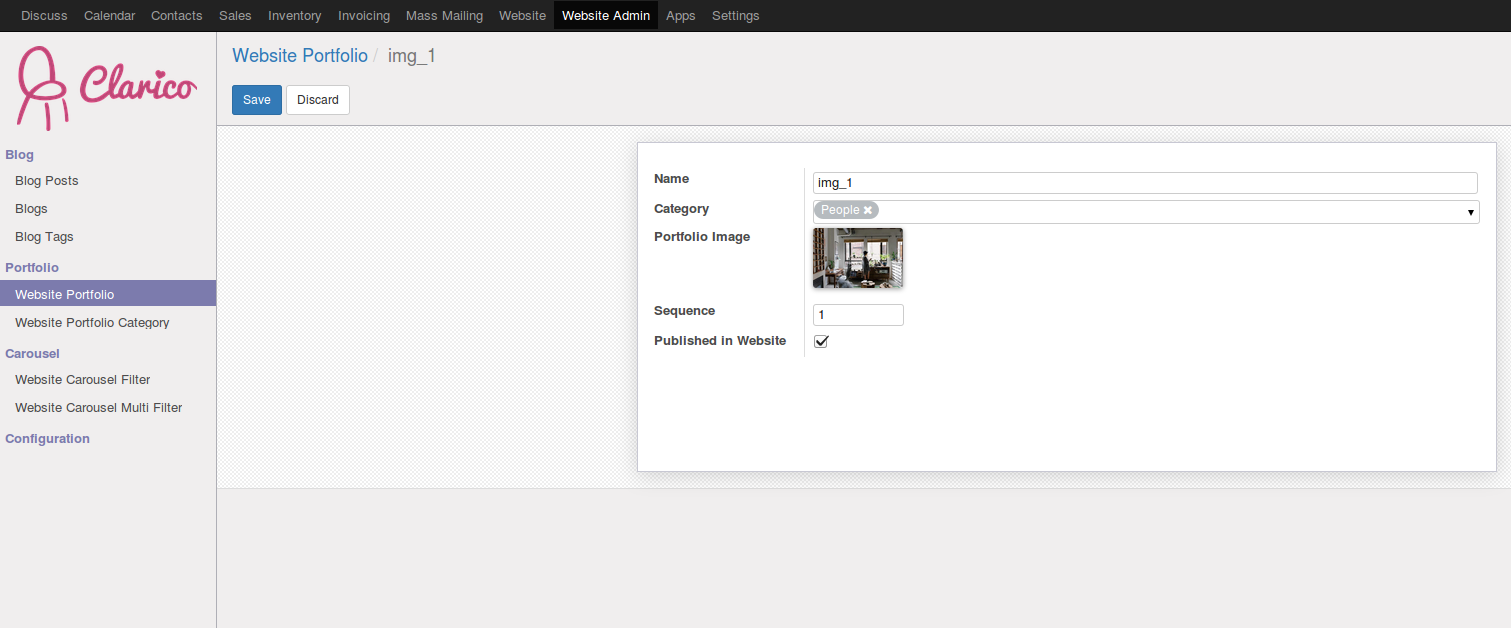 Discuss Calendar Contacts Sales Inventory Invoicing Mass Mailing Website Website Admin Apps Settings
Clarico
Website Portfolio / img_1
Save Discard
Blog
Blog Posts
Blogs
Blog Tags
Portfolio
Website Portfolio
Website Portfolio Category
Carousel
Website Carousel Filter
Website Carousel Multi Filter
Configuration
Name img_1
Category People
Portfolio Image
Sequence 1
Published in Website